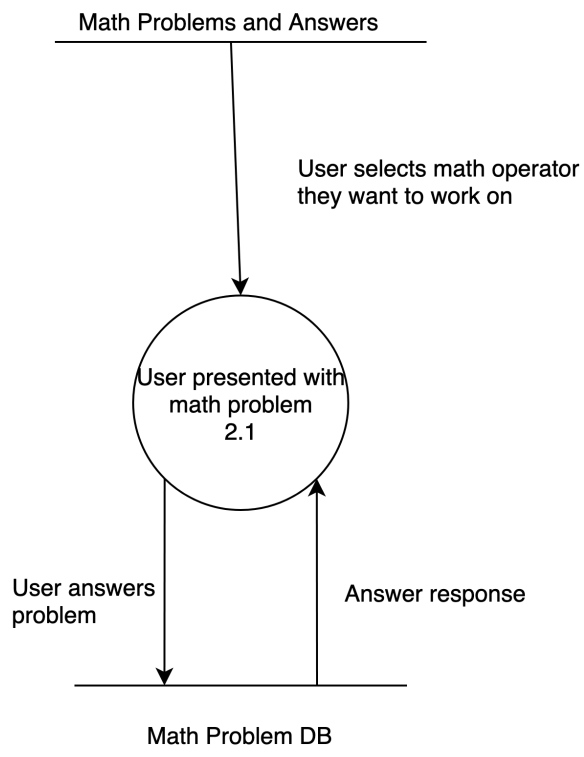 Math Problems and Answers
User selects math operator
they want to work on
User presented with
math problem
2.1
User answers
problem
Answer response
Math Problem DB